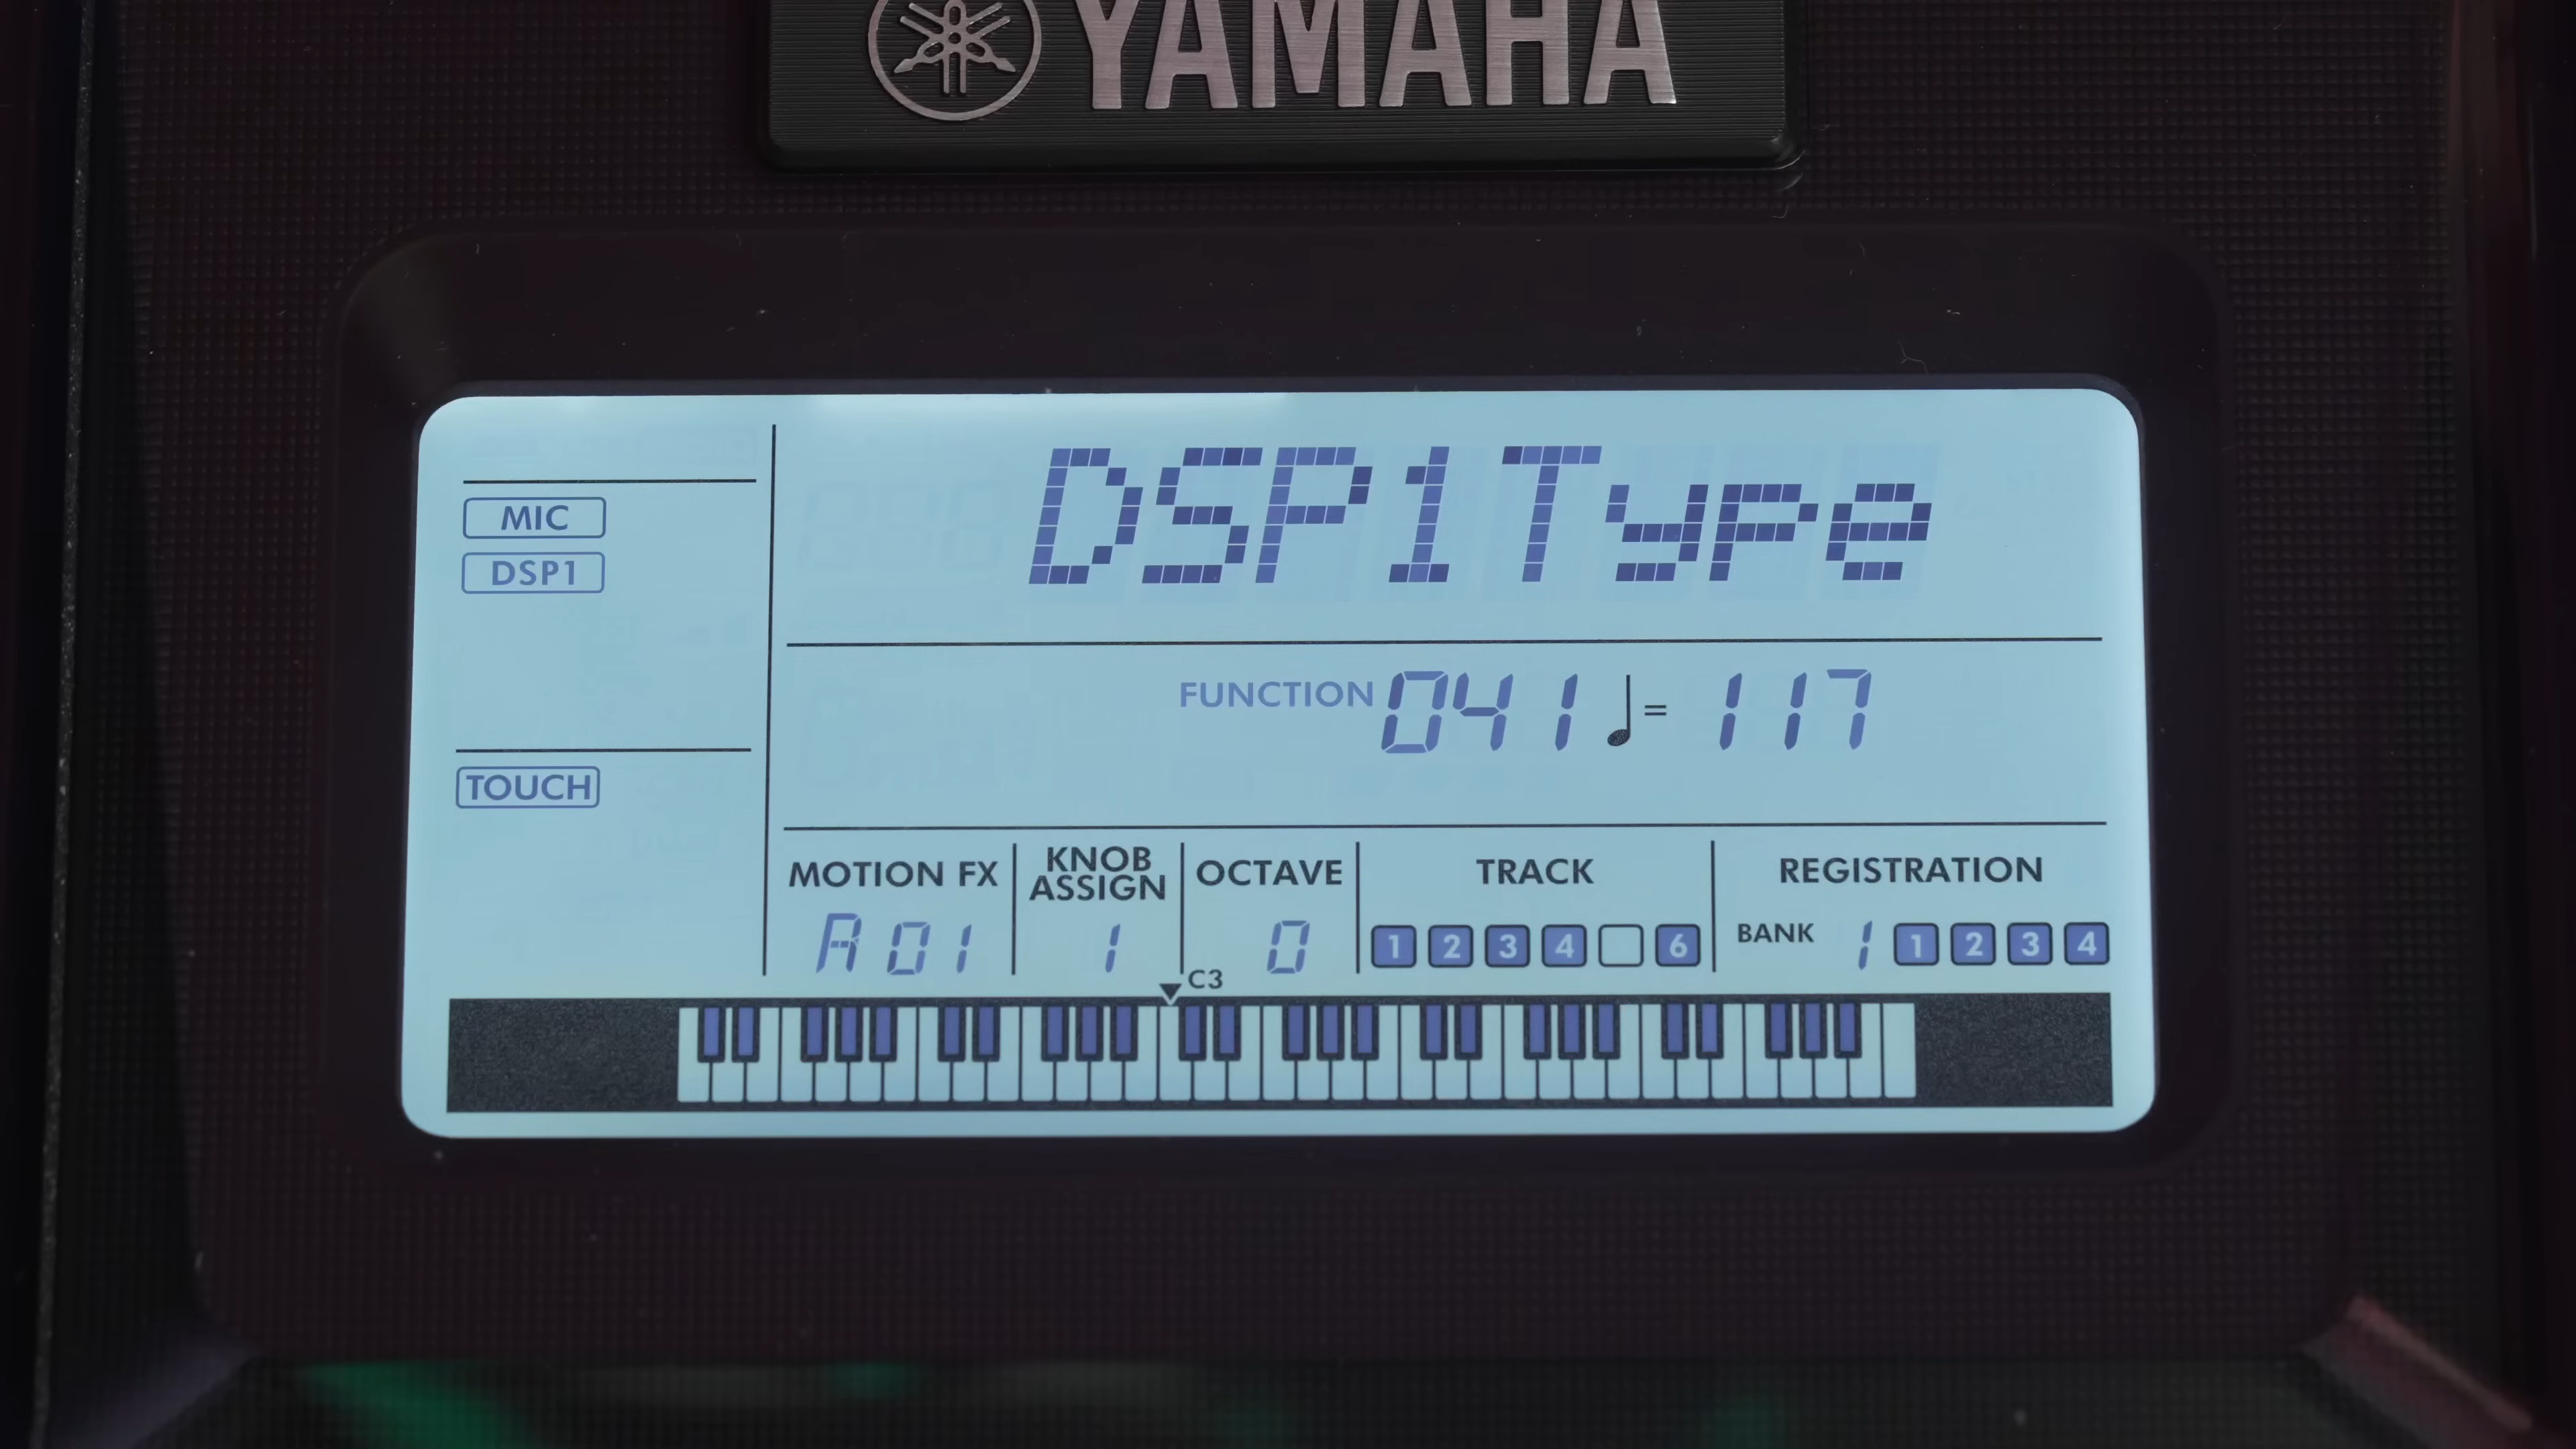 YAMAHA
DSP1Type
MIC
DSP1
FUNCTION 041 ♩= 117
TOUCH
MOTION FX KNOB ASSIGN OCTAVE TRACK REGISTRATION
A 01 1 0 1 2 3 4 6 BANK 1 1 2 3 4
C3